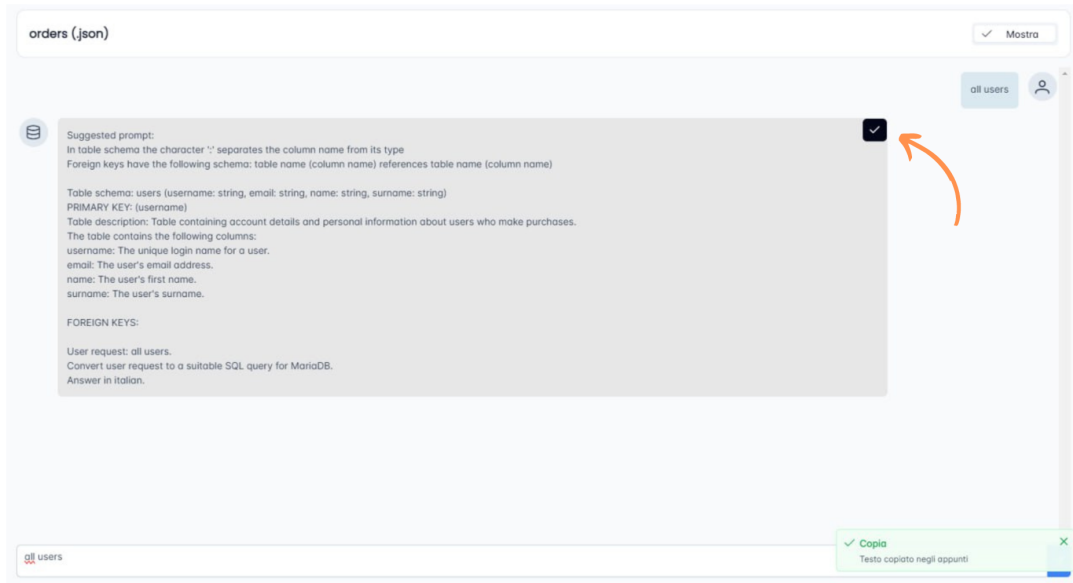 orders (.json)
Mostra
all users
Suggested prompt:
In table schema the character ':' separates the column name from its type
Foreign keys have the following schema: table name (column name) references table name (column name)
Table schema: users (username: string, email: string, name: string, surname: string)
PRIMARY KEY: (username)
Table description: Table containing account details and personal information about users who make purchases.
The table contains the following columns:
username: The unique login name for a user.
email: The user's email address.
name: The user's first name.
surname: The user's surname.
FOREIGN KEYS:
User request: all users.
Convert user request to a suitable SQL query for MariaDB.
Answer in italian.
all users
Copia
Testo copiato negli appunti